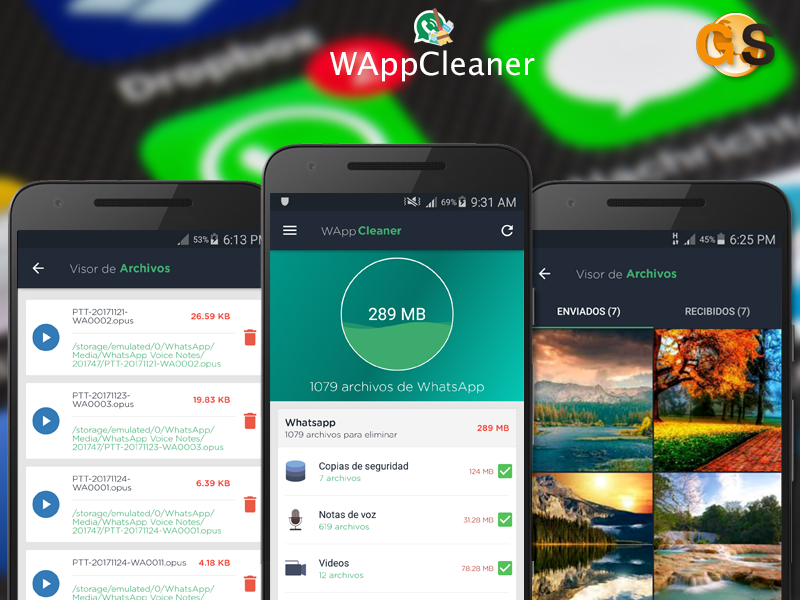 WAppCleaner
GS
Dropbox
Nachricht
53% 6:13 PM
Visor de Archivos
PTT-20171121-
WA0002.opus
26.59 KB
/storage/emulated/0/WhatsApp/
Media/WhatsApp Voice Notes/
201747/PTT-20171121-WA0002.opus
PTT-20171123-
WA0003.opus
19.83 KB
/storage/emulated/0/WhatsApp/
Media/WhatsApp Voice Notes/
201747/PTT-20171123-WA0003.opus
PTT-20171124-
WA0001.opus
6.39 KB
/storage/emulated/0/WhatsApp/
Media/WhatsApp Voice Notes/
201747/PTT-20171124-WA0001.opus
PTT-20171124-WA0011.opus
4.18 KB
/storage/emulated/0/WhatsApp/
69% 9:31 AM
WApp Cleaner
289 MB
1079 archivos de WhatsApp
Whatsapp
1079 archivos para eliminar
289 MB
Copias de seguridad
7 archivos
124 MB
Notas de voz
619 archivos
31.28 MB
Videos
12 archivos
78.28 MB
H 45% 6:25 PM
Visor de Archivos
ENVIADOS (7) RECIBIDOS (7)